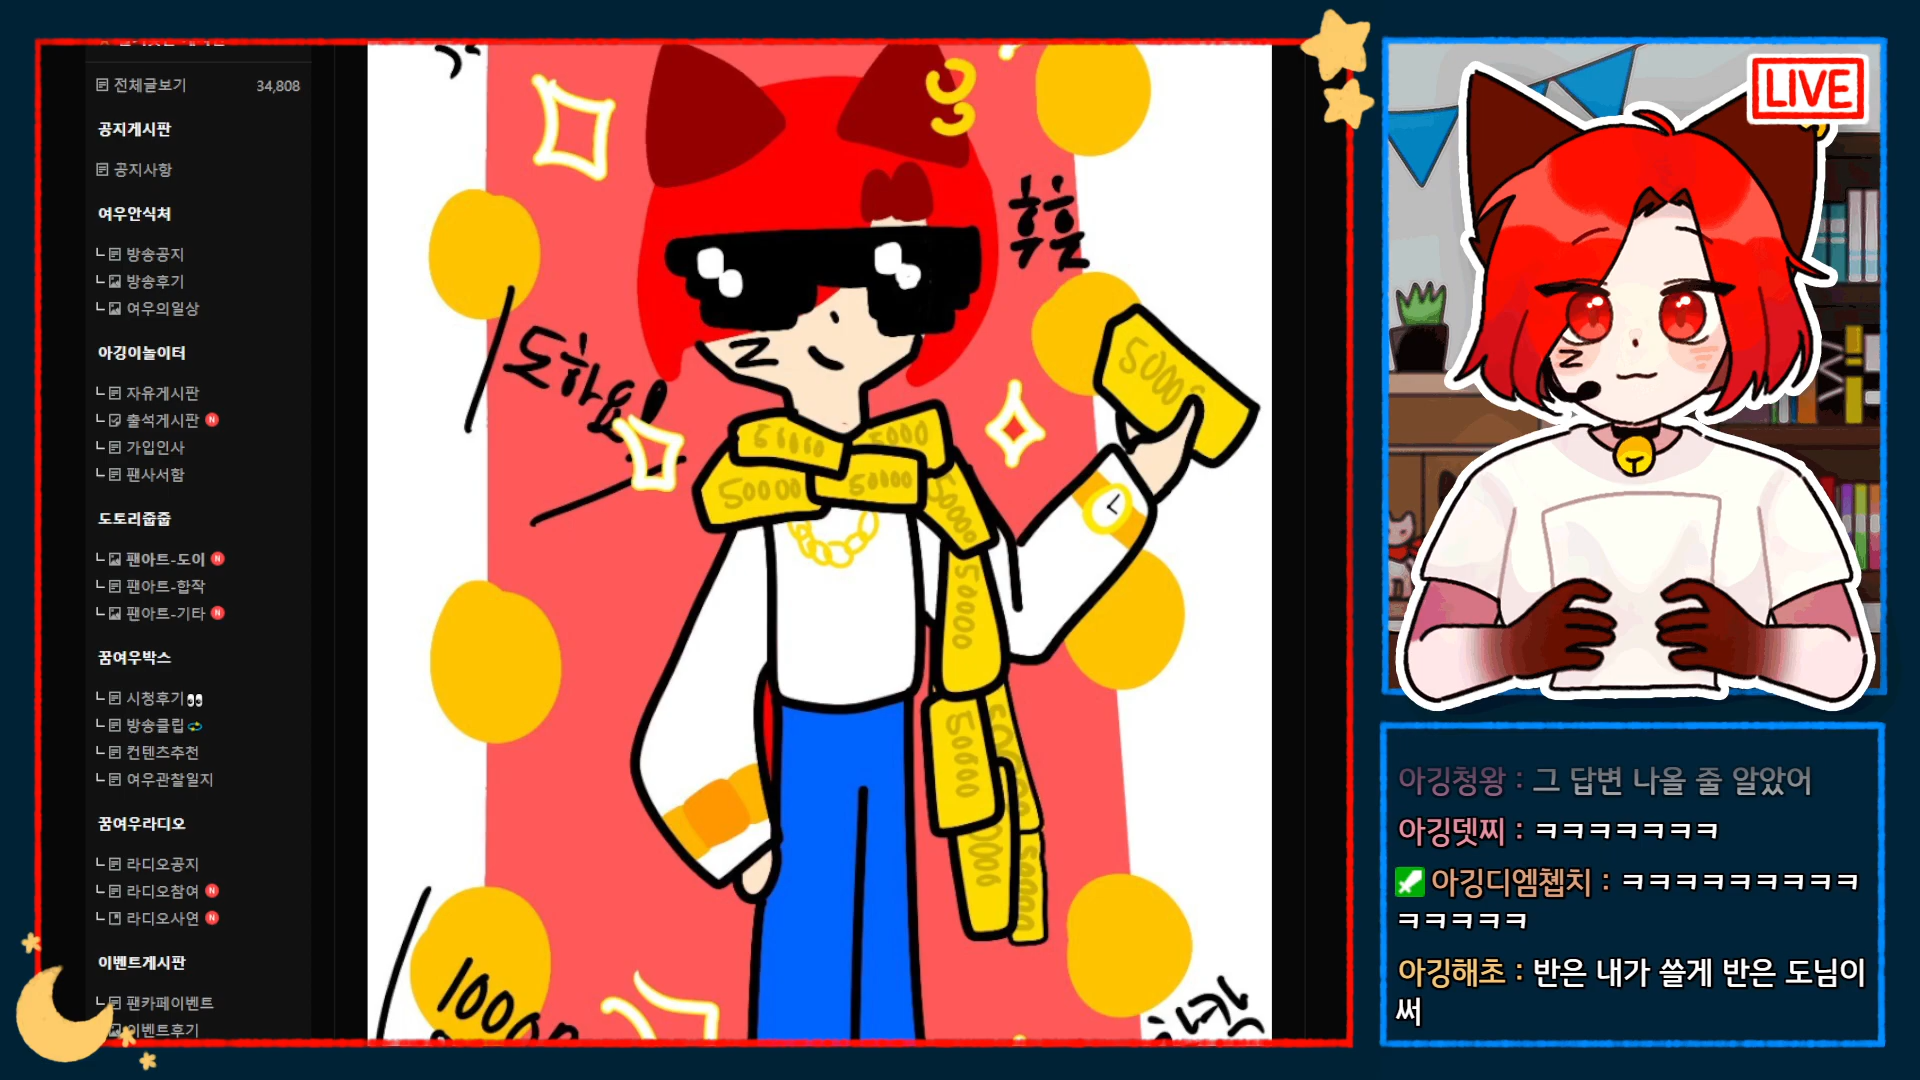 전체글보기 34,808
공지게시판
공지사항
여우안식처
방송공지
방송후기
여우의일상
아깅이놀이터
자유게시판
출석게시판 N
가입인사
팬사서함
도토리줍줍
팬아트-도이 N
팬아트-합작
팬아트-기타 N
꿈여우박스
시청후기
방송클립
컨텐츠추천
여우관찰일지
꿈여우라디오
라디오공지
라디오참여 N
라디오사연 N
이벤트게시판
팬카페이벤트
이벤트후기
후훗
도하요!
50000
5000
50000
50000
50000
50000
50000
50000
LIVE
아깅청왕 : 그 답변 나올 줄 알았어
아깅뎃찌 : ㅋㅋㅋㅋㅋㅋㅋ
아깅디엠쳅치 : ㅋㅋㅋㅋㅋㅋㅋㅋㅋ
ㅋㅋㅋㅋㅋ
아깅해초 : 반은 내가 쓸게 반은 도님이
써